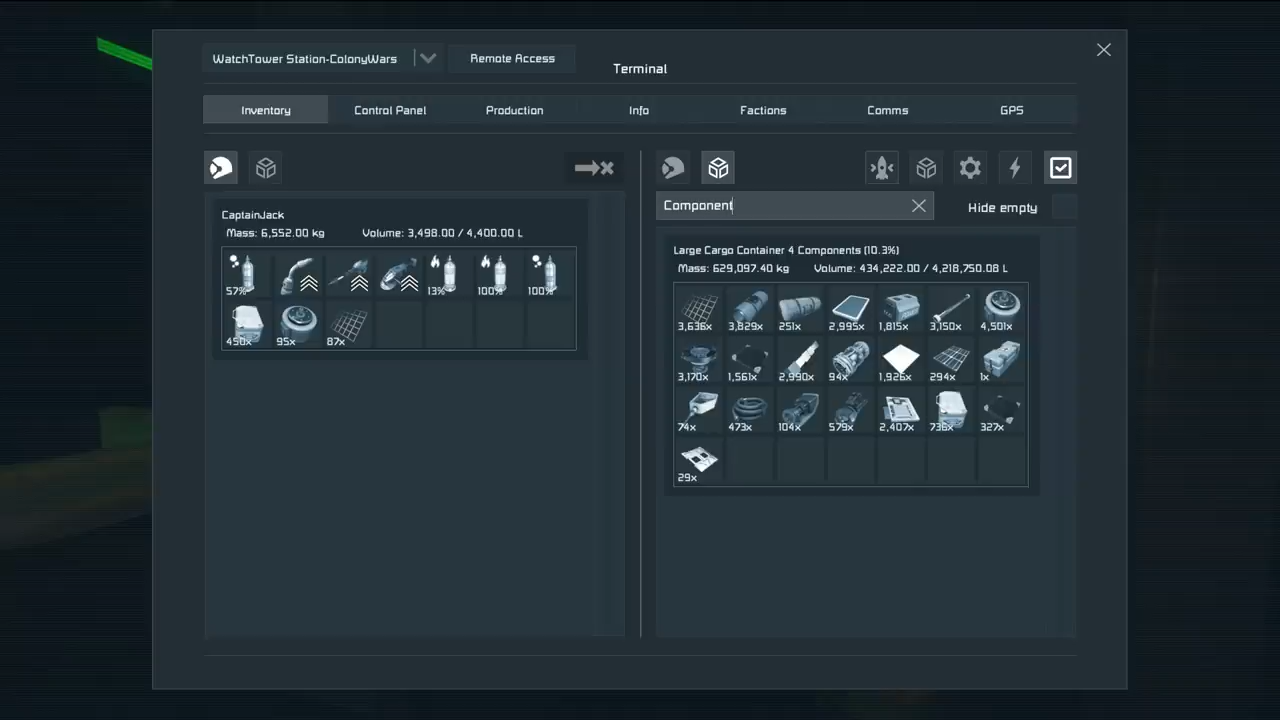 WatchTower Station-ColonyWars
Remote Access
Terminal
Inventory
Control Panel
Production
Info
Factions
Comms
GPS
CaptainJack
Mass: 6,552.00 kg Volume: 3,498.00 / 4,400.00 L
57% 13% 100% 100%
450x 95x 87x
Component
Hide empty
Large Cargo Container 4 Components (10.3%)
Mass: 629,097.40 kg Volume: 434,222.00 / 4,218,750.08 L
3,636x 3,829x 251x 2,995x 1,815x 3,150x 4,501x
3,170x 1,561x 2,990x 94x 1,926x 294x 1x
74x 473x 104x 579x 2,407x 736x 327x
29x